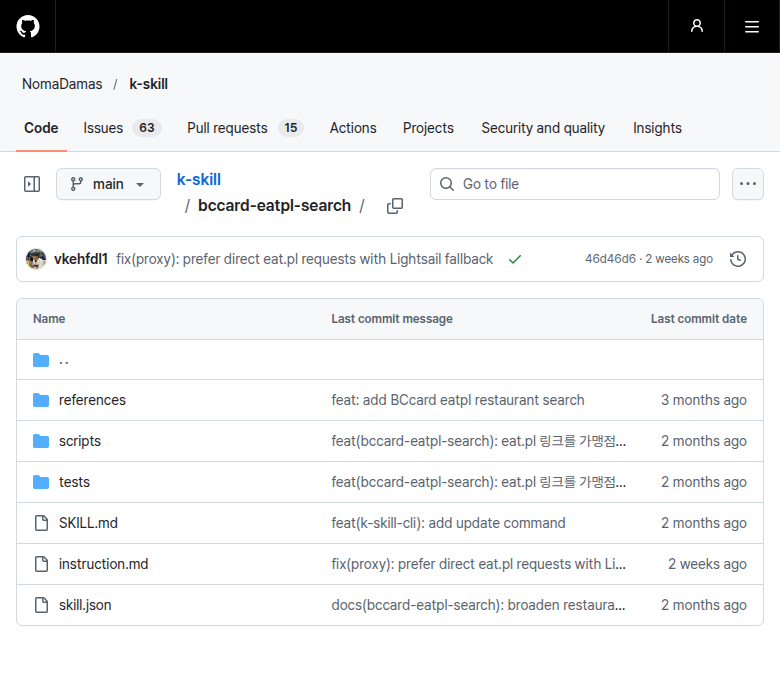 NomaDamas / k-skill
Code Issues 63 Pull requests 15 Actions Projects Security and quality Insights
main
k-skill
/ bccard-eatpl-search /
Go to file
vkehfdl1 fix(proxy): prefer direct eat.pl requests with Lightsail fallback 46d46d6 · 2 weeks ago
Name Last commit message Last commit date
..
references feat: add BCcard eatpl restaurant search 3 months ago
scripts feat(bccard-eatpl-search): eat.pl 링크를 가맹점... 2 months ago
tests feat(bccard-eatpl-search): eat.pl 링크를 가맹점... 2 months ago
SKILL.md feat(k-skill-cli): add update command 2 months ago
instruction.md fix(proxy): prefer direct eat.pl requests with Li... 2 weeks ago
skill.json docs(bccard-eatpl-search): broaden restaura... 2 months ago